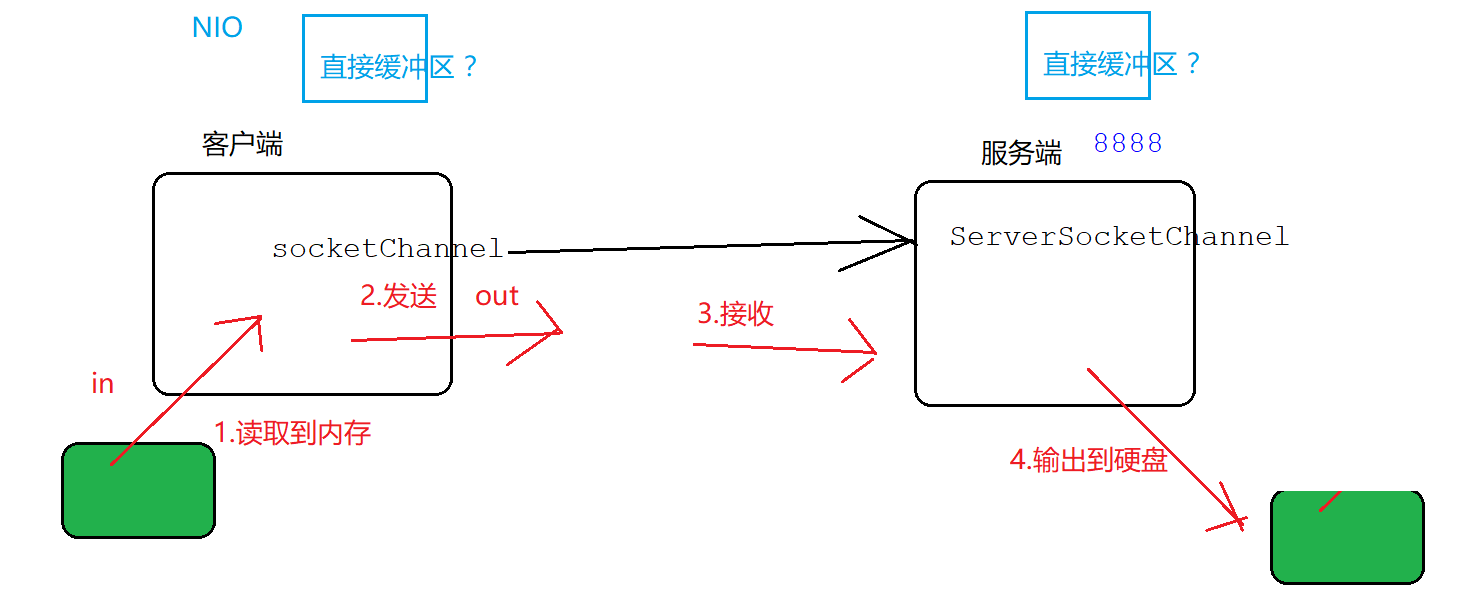 NIO
直接缓冲区？
直接缓冲区？
客户端
服务端
8888
socketChannel
ServerSocketChannel
2.发送
out
3.接收
in
1.读取到内存
4.输出到硬盘